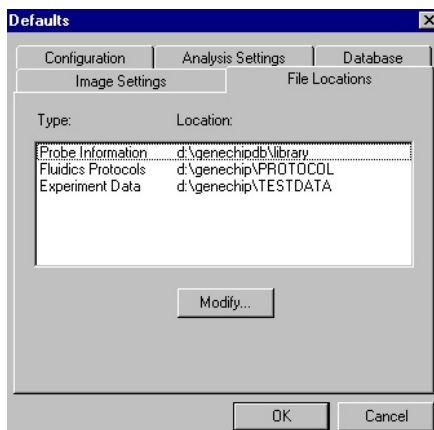 Defaults
Configuration Analysis Settings Database
Image Settings File Locations
Type: Location:
Probe Information d:\genechipdb\library
Fluidics Protocols d:\genechip\PROTOCOL
Experiment Data d:\genechip\TESTDATA
Modify...
OK Cancel